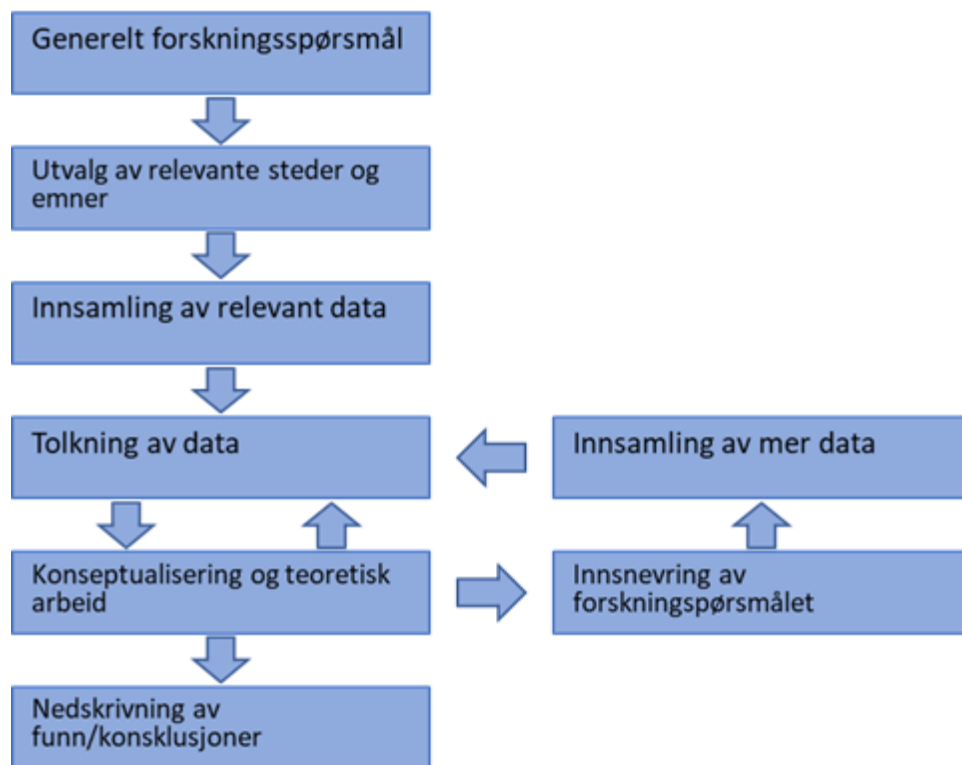 Generelt forskningsspørsmål
Utvalg av relevante steder og
emner
Innsamling av relevant data
Tolkning av data
Innsamling av mer data
Konseptualisering og teoretisk
arbeid
Innsnevring av
forskningspørsmålet
Nedskrivning av
funn/konsklusjoner